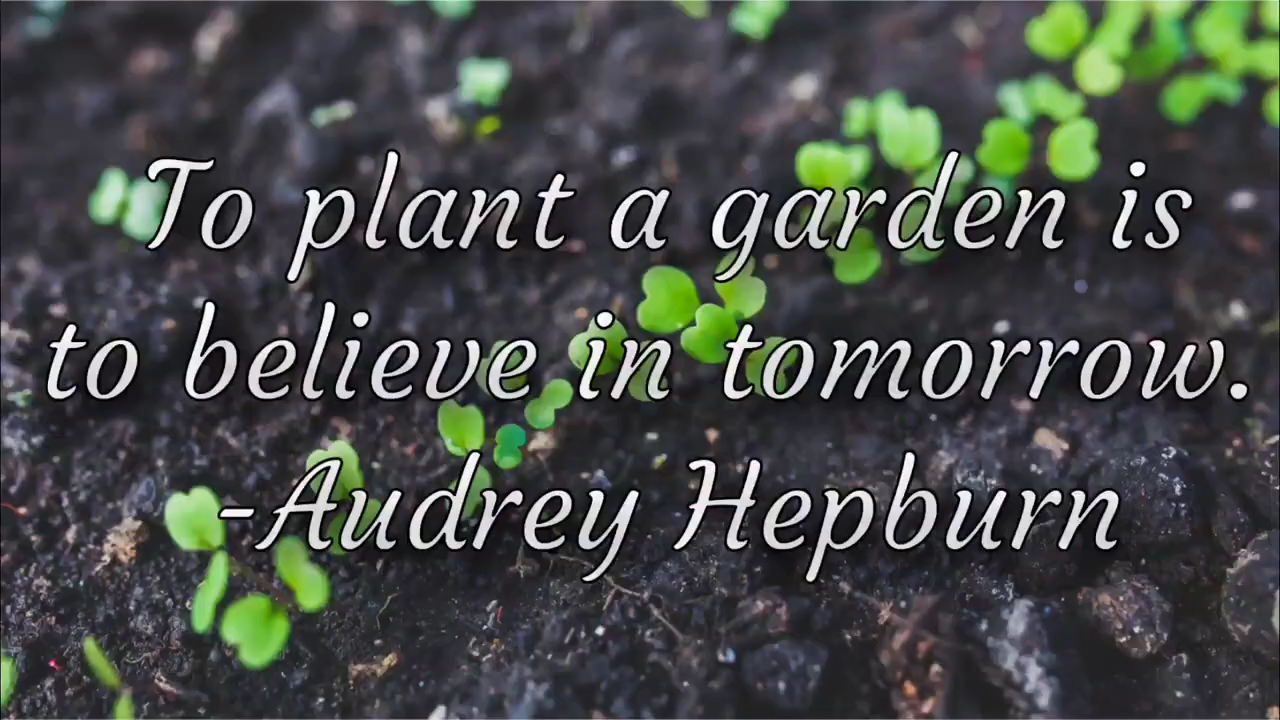 To plant a garden is
to believe in tomorrow.
-Audrey Hepburn